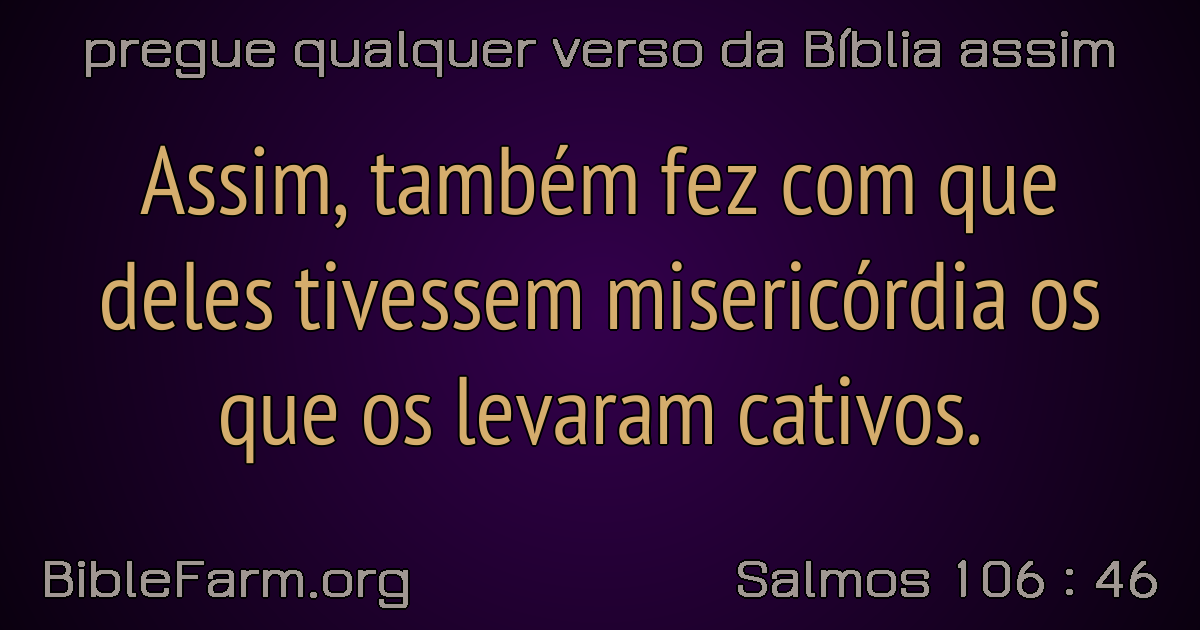 pregue qualquer verso da Bíblia assim
Assim, também fez com que
deles tivessem misericórdia os
que os levaram cativos.
BibleFarm.org
Salmos 106 : 46